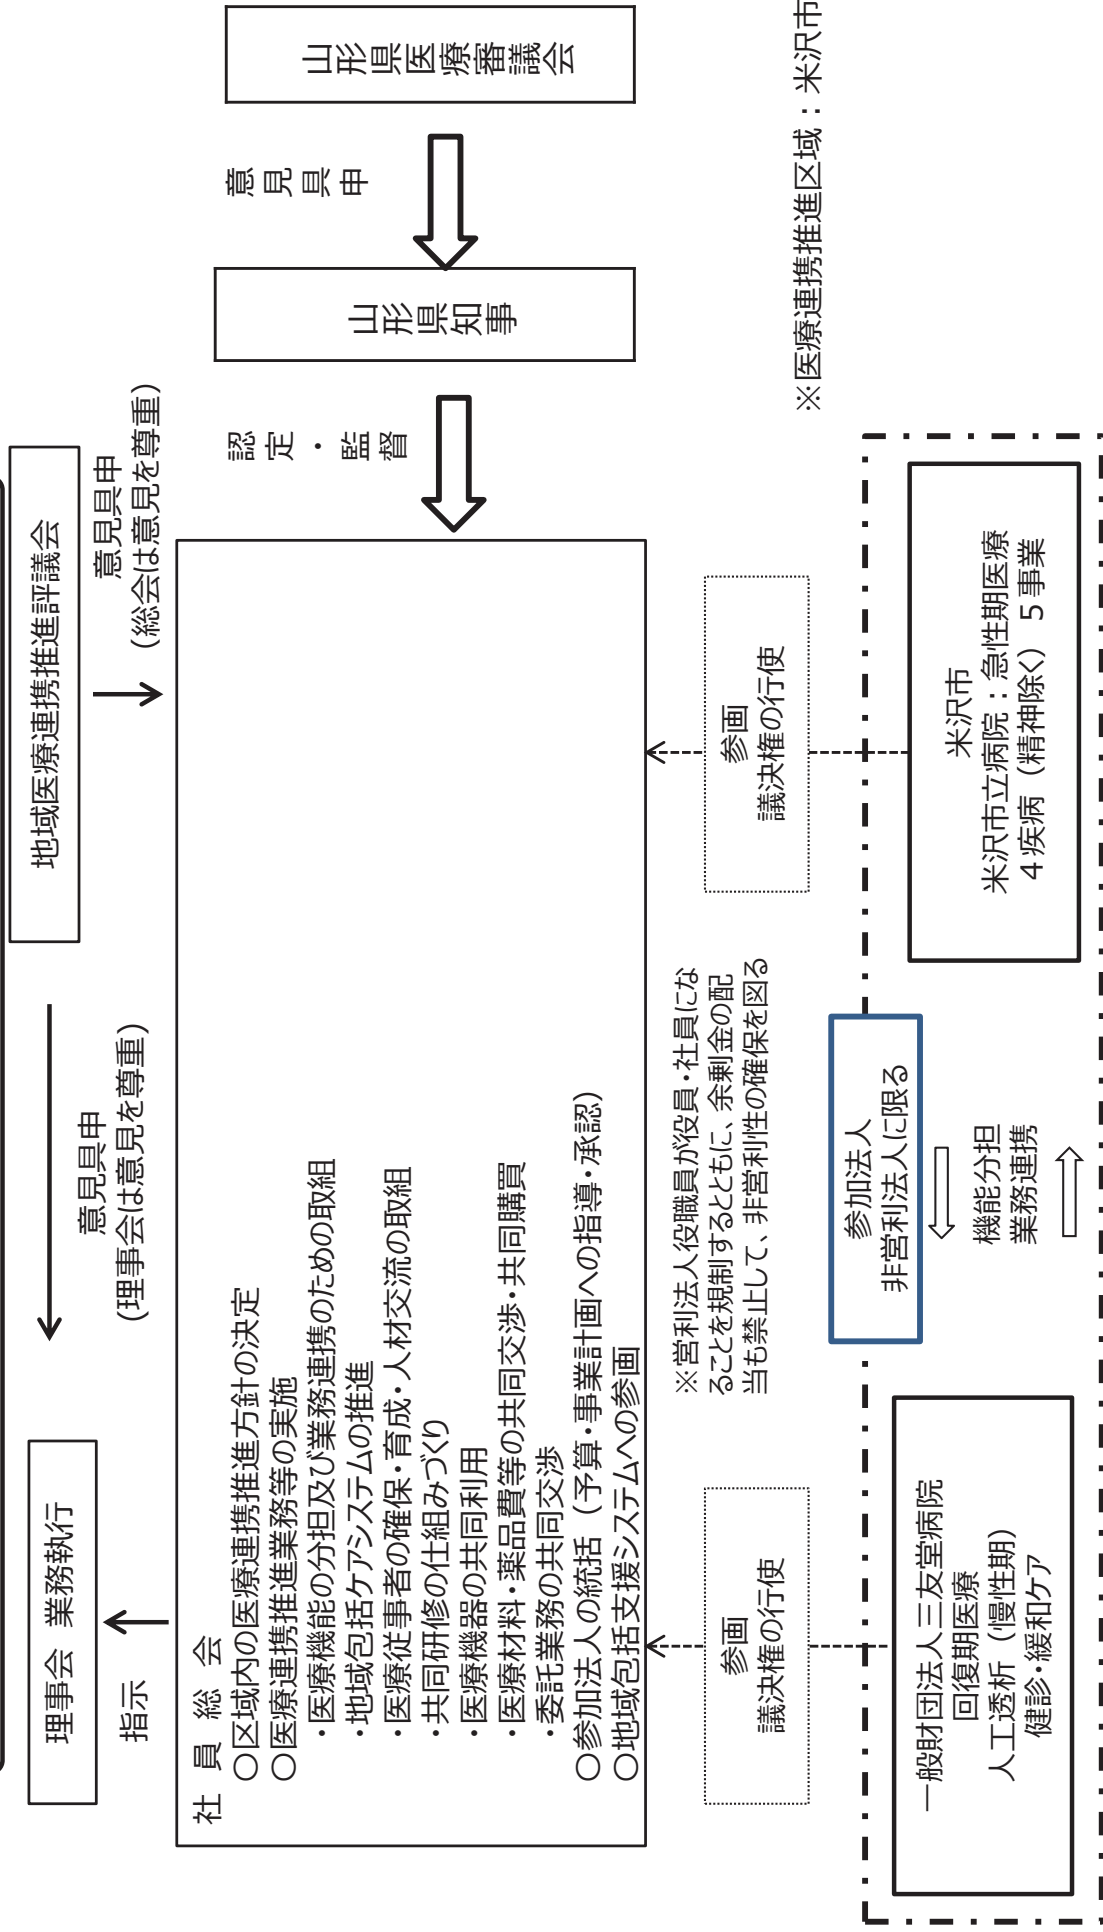 理事会　業務執行
意見具申
(理事会は意見を尊重)
地域医療連携推進評議会
意見具申
(総会は意見を尊重)
指示
社　員　総　会
○区域内の医療連携推進方針の決定
○医療連携推進業務等の実施
・医療機能の分担及び業務連携のための取組
・地域包括ケアシステムの推進
・医療従事者の確保・育成・人材交流の取組
・共同研修の仕組みづくり
・医療機器の共同利用
・医療材料・薬品費等の共同交渉・共同購買
・委託業務の共同交渉
○参加法人の統括（予算・事業計画への指導・承認）
○地域包括支援システムへの参画
認定・監督
山形県知事
意見具申
山形県医療審議会
参画
議決権の行使
※営利法人役職員が役員・社員にな
ることを規制するとともに、余剰金の配
当も禁止して、非営利性の確保を図る
参画
議決権の行使
※医療連携推進区域：米沢市
一般財団法人三友堂病院
回復期医療
人工透析（慢性期）
健診・緩和ケア
参加法人
非営利法人に限る
機能分担
業務連携
米沢市
米沢市立病院：急性期医療
４疾病（精神除く）５事業